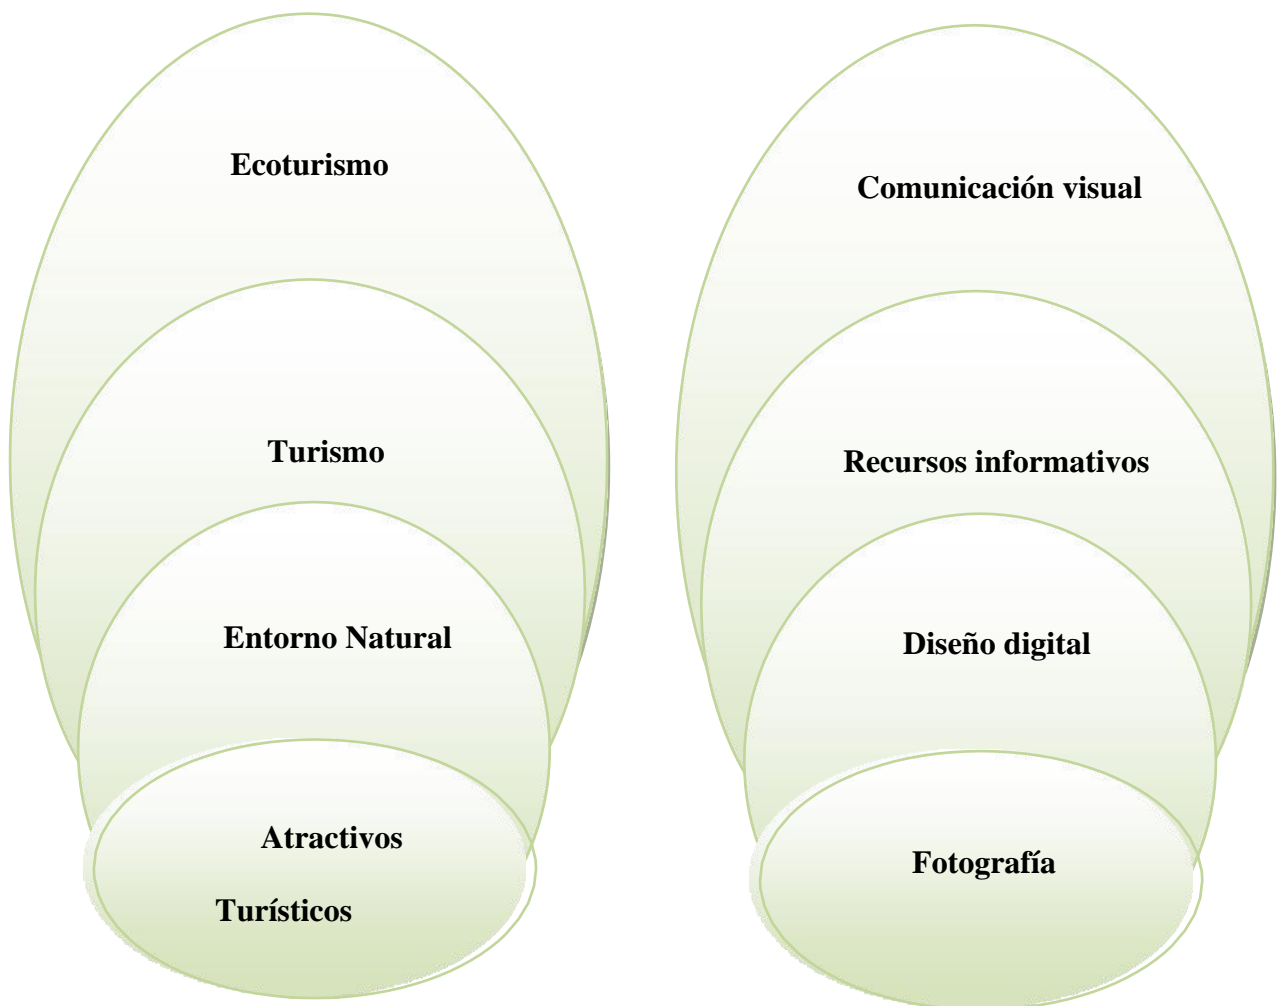 Ecoturismo
Turismo
Entorno Natural
Atractivos
Turísticos
Comunicación visual
Recursos informativos
Diseño digital
Fotografía